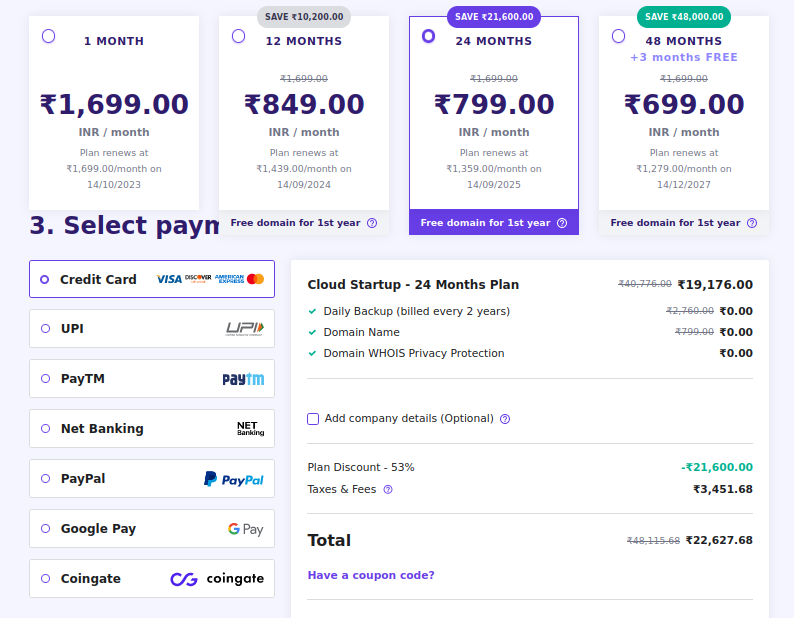 SAVE ₹10,200.00
SAVE ₹21,600.00
SAVE ₹48,000.00
1 MONTH
₹1,699.00
INR / month
Plan renews at
₹1,699.00/month on
14/10/2023
12 MONTHS
₹1,699.00
₹849.00
INR / month
Plan renews at
₹1,439.00/month on
14/09/2024
Free domain for 1st year
24 MONTHS
₹1,699.00
₹799.00
INR / month
Plan renews at
₹1,359.00/month on
14/09/2025
Free domain for 1st year
48 MONTHS
+3 months FREE
₹1,699.00
₹699.00
INR / month
Plan renews at
₹1,279.00/month on
14/12/2027
Free domain for 1st year
3. Select paym
Credit Card VISA DISCOVER AMERICAN EXPRESS
UPI UPI
PayTM paytm
Net Banking NET Banking
PayPal PayPal
Google Pay G Pay
Coingate coingate
Cloud Startup - 24 Months Plan ₹40,776.00 ₹19,176.00
Daily Backup (billed every 2 years) ₹2,760.00 ₹0.00
Domain Name ₹799.00 ₹0.00
Domain WHOIS Privacy Protection ₹0.00
Add company details (Optional)
Plan Discount - 53% -₹21,600.00
Taxes & Fees ₹3,451.68
Total ₹48,115.68 ₹22,627.68
Have a coupon code?